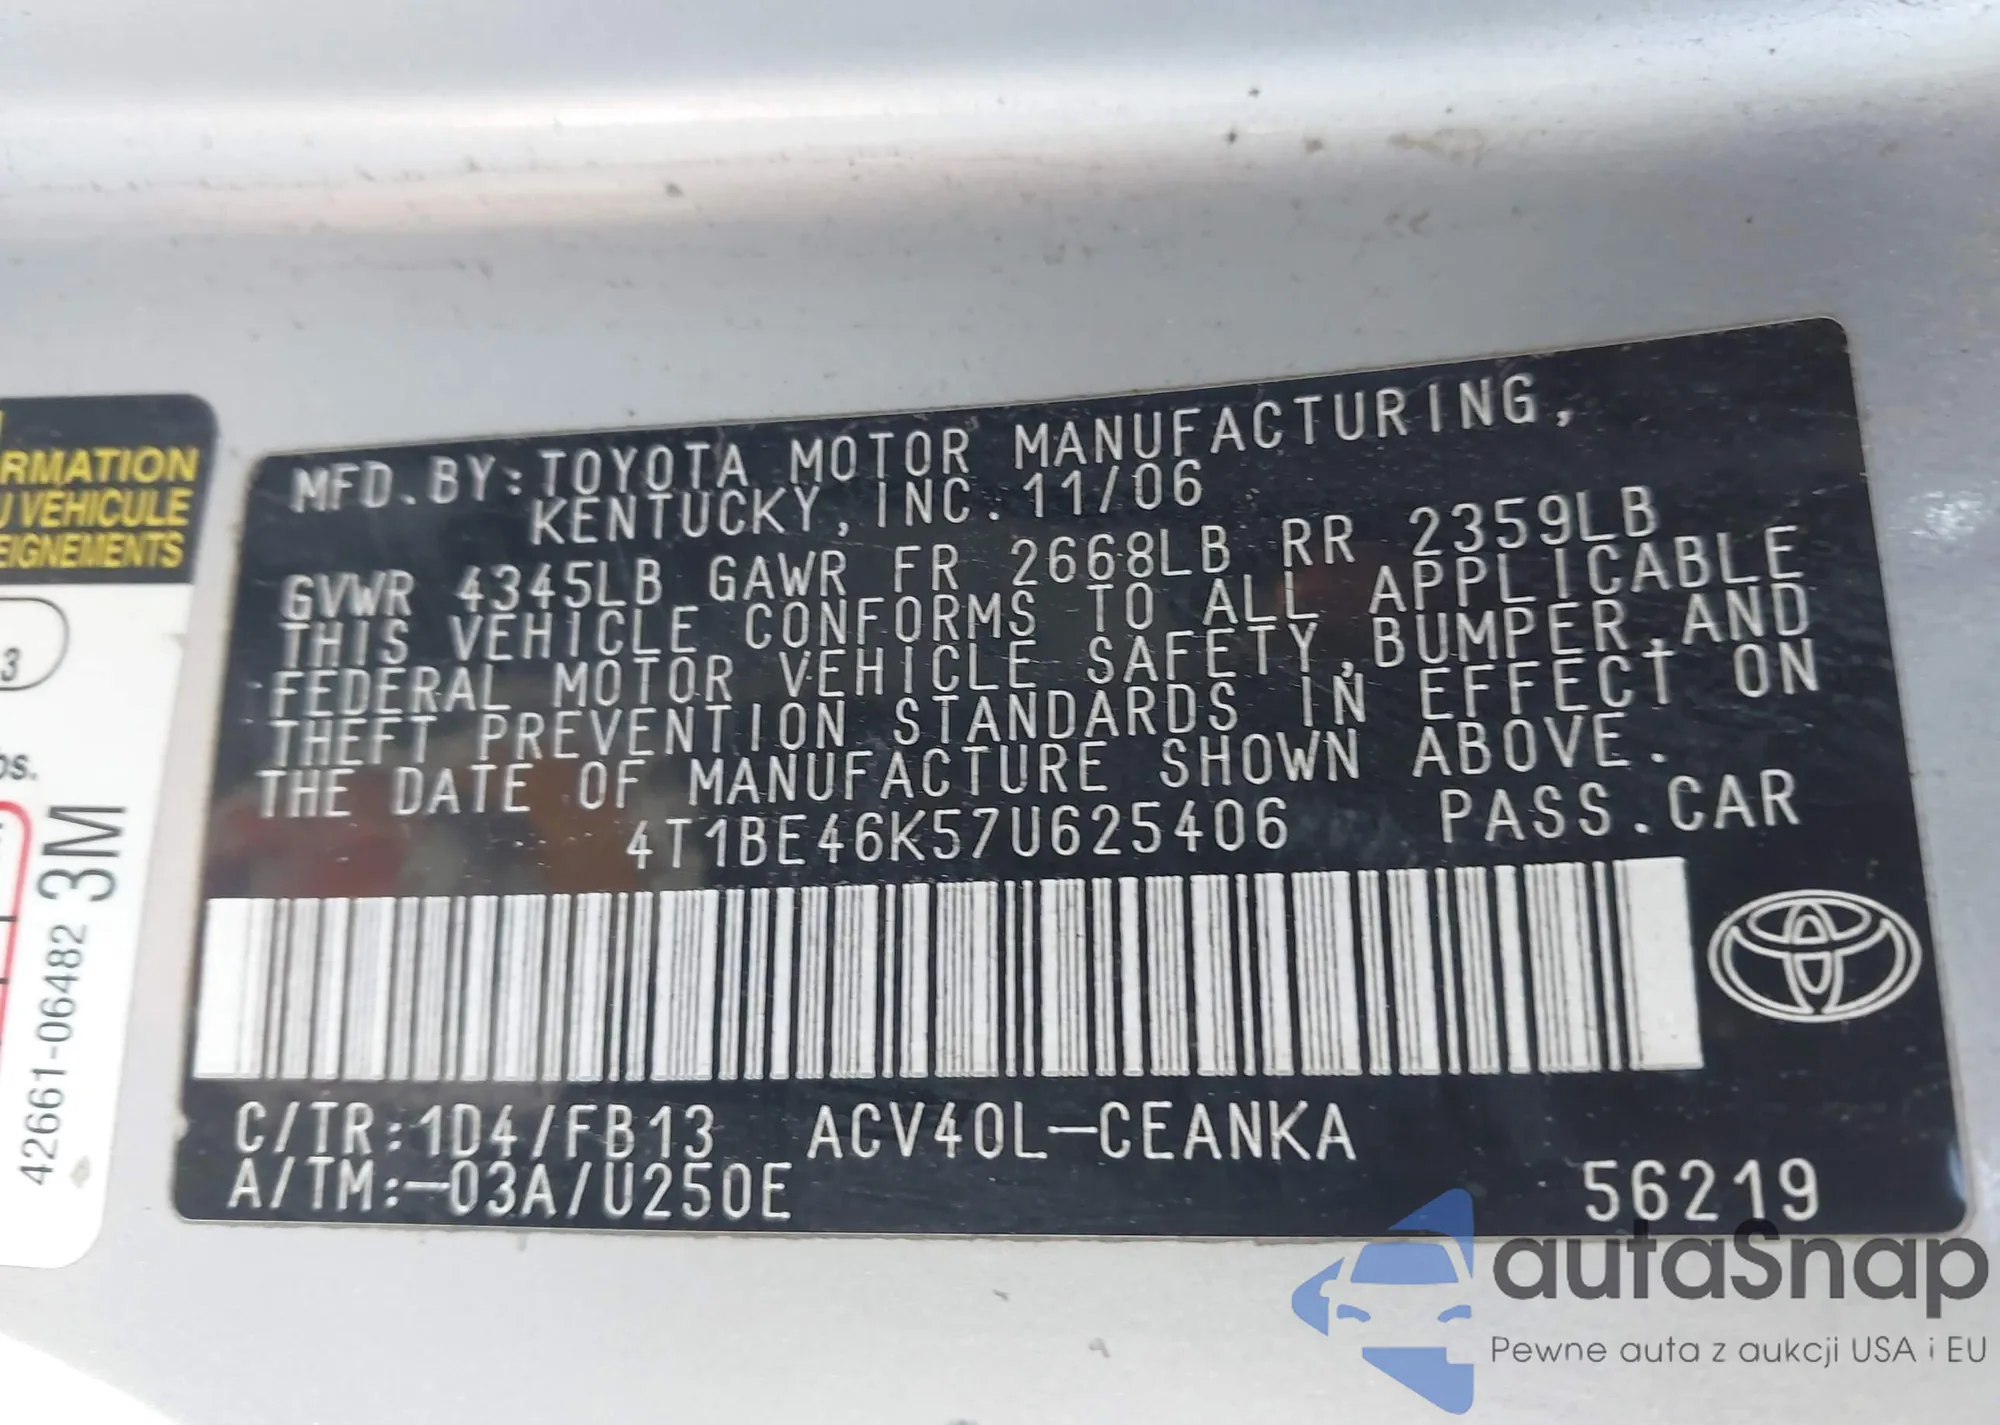 RMATION
U VÉHICULE
EIGNEMENTS
3
bs.
42661-06482 3M
MFD.BY:TOYOTA MOTOR MANUFACTURING,
KENTUCKY,INC.11/06
GVWR 4345LB GAWR FR 2668LB RR 2359LB
THIS VEHICLE CONFORMS TO ALL APPLICABLE
FEDERAL MOTOR VEHICLE SAFETY,BUMPER,AND
THEFT PREVENTION STANDARDS IN EFFECT ON
THE DATE OF MANUFACTURE SHOWN ABOVE.
4T1BE46K57U625406 PASS.CAR
C/TR:1D4/FB13 ACV40L-CEANKA
A/TM:-03A/U250E
56219
autaSnap
Pewne auta z aukcji USA i EU